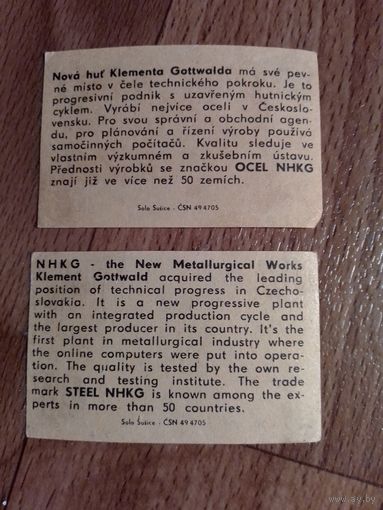 Nová huť Klementa Gottwalda má své pev-
né místo v čele technického pokroku. Je to
progresivní podnik s uzavřeným hutnickým
cyklem. Vyrábí nejvíce oceli v Českoslo-
vensku. Pro svou správní a obchodní agen-
du, pro plánování a řízení výroby používá
samočinných počítačů. Kvalitu sleduje ve
vlastním výzkumném a zkušebním ústavu.
Přednosti výrobků se značkou OCEL NHKG
znají již ve více než 50 zemích.
Solo Sušice - ČSN 49 4705
NHKG - the New Metallurgical Works
Klement Gottwald acquired the leading
position of technical progress in Czecho-
slovakia. It is a new progressive plant
with an integrated production cycle and
the largest producer in its country. It's the
first plant in metallurgical industry where
the online computers were put into opera-
tion. The quality is tested by the own re-
search and testing institute. The trade
mark STEEL NHKG is known among the ex-
perts in more than 50 countries.
Solo Sušice - ČSN 49 4705
www.ay.by